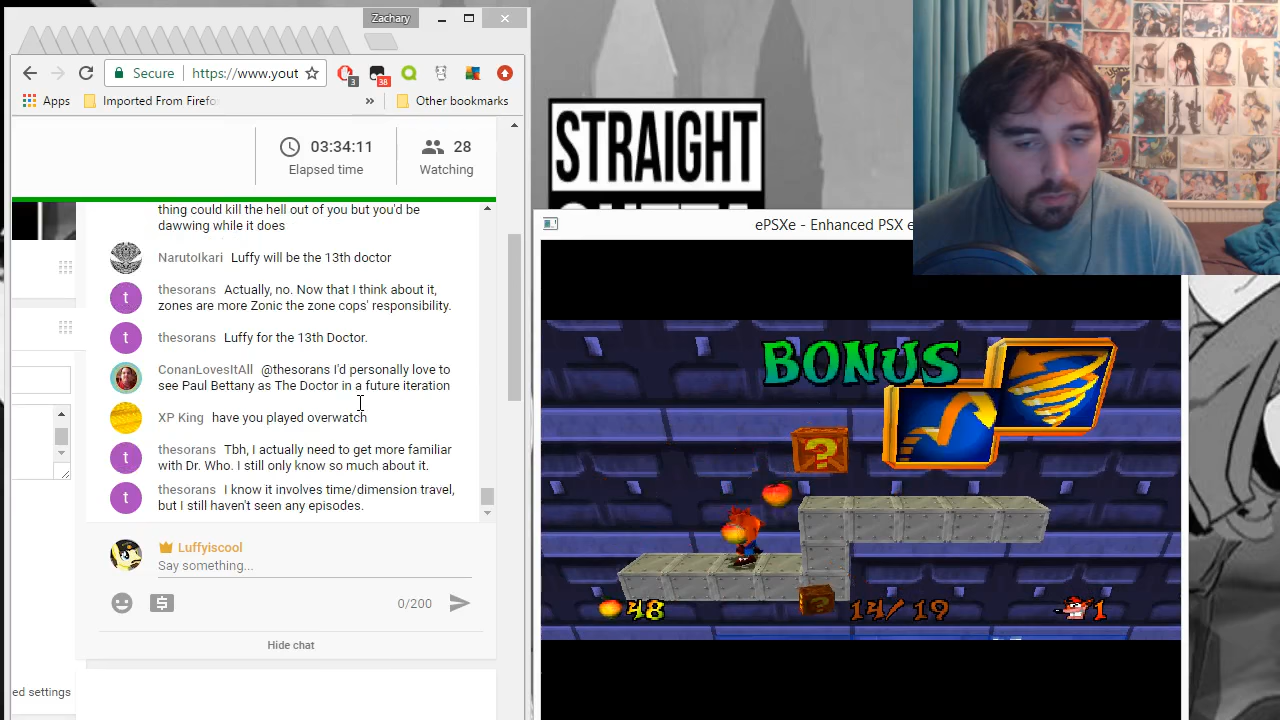 Zachary
Secure https://www.yout
3
38
Apps Imported From Firefo » Other bookmarks
03:34:11
Elapsed time
28
Watching
thing could kill the hell out of you but you'd be
dawwing while it does
NarutoIkari Luffy will be the 13th doctor
t thesorans Actually, no. Now that I think about it,
zones are more Zonic the zone cops' responsibility.
t thesorans Luffy for the 13th Doctor.
ConanLovesItAll @thesorans I'd personally love to
see Paul Bettany as The Doctor in a future iteration
XP King have you played overwatch
t thesorans Tbh, I actually need to get more familiar
with Dr. Who. I still only know so much about it.
t thesorans I know it involves time/dimension travel,
but I still haven't seen any episodes.
Luffyiscool
Say something...
0/200
Hide chat
ed settings
STRAIGHT
ePSXe - Enhanced PSX e
BONUS
?
48
?
14/19
1